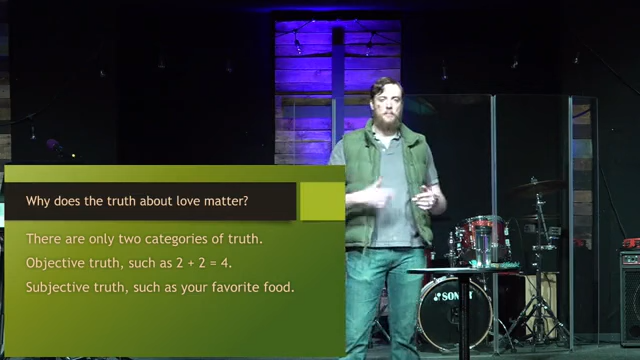 Why does the truth about love matter?
There are only two categories of truth.
Objective truth, such as 2 + 2 = 4.
Subjective truth, such as your favorite food.
SONOR